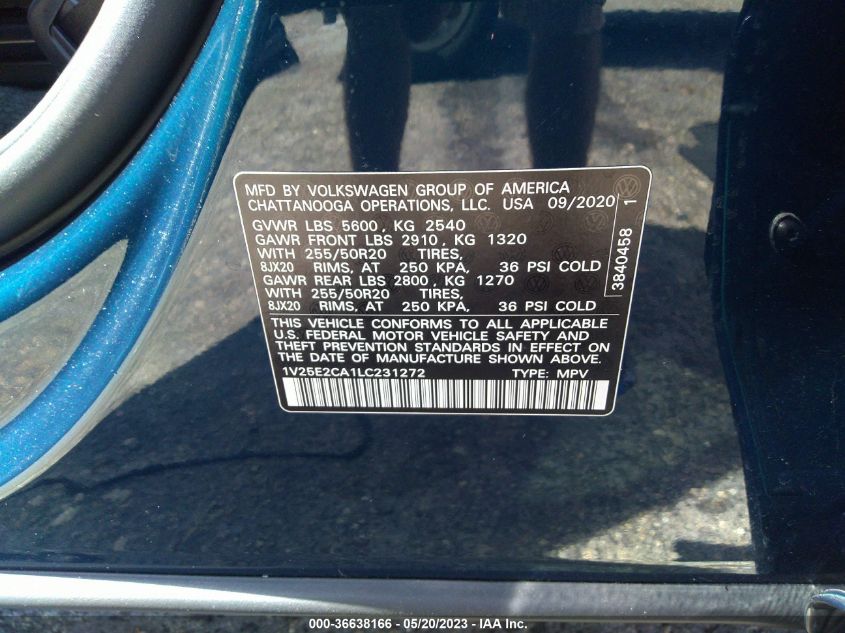 MFD BY VOLKSWAGEN GROUP OF AMERICA
CHATTANOOGA OPERATIONS, LLC. USA 09/2020
GVWR LBS 5600, KG 2540
GAWR FRONT LBS 2910, KG 1320
WITH 255/50R20 TIRES,
8JX20 RIMS, AT 250 KPA, 36 PSI COLD
GAWR REAR LBS 2800, KG 1270
WITH 255/50R20 TIRES,
8JX20 RIMS, AT 250 KPA, 36 PSI COLD
THIS VEHICLE CONFORMS TO ALL APPLICABLE
U.S. FEDERAL MOTOR VEHICLE SAFETY AND
THEFT PREVENTION STANDARDS IN EFFECT ON
THE DATE OF MANUFACTURE SHOWN ABOVE.
1V25E2CA1LC231272 TYPE: MPV
3840458 1
000-36638166 - 05/20/2023 - IAA Inc.